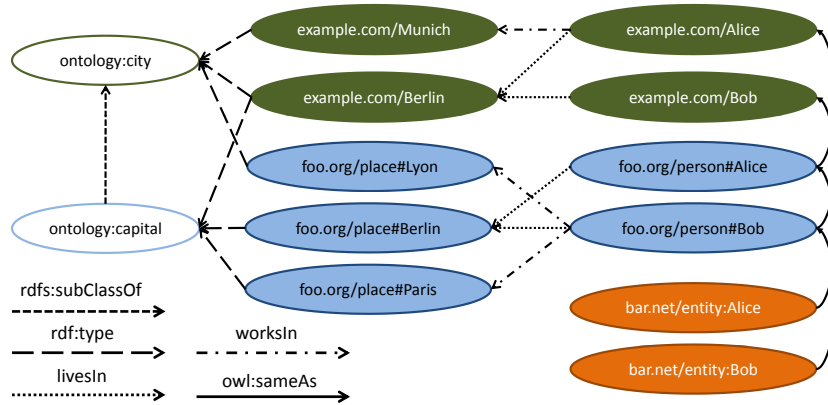 example.com/Munich
example.com/Alice
ontology:city
example.com/Berlin
example.com/Bob
foo.org/place#Lyon
foo.org/person#Alice
ontology:capital
foo.org/place#Berlin
foo.org/person#Bob
rdfs:subClassOf
foo.org/place#Paris
bar.net/entity:Alice
rdf:type
worksIn
bar.net/entity:Bob
livesIn
owl:sameAs